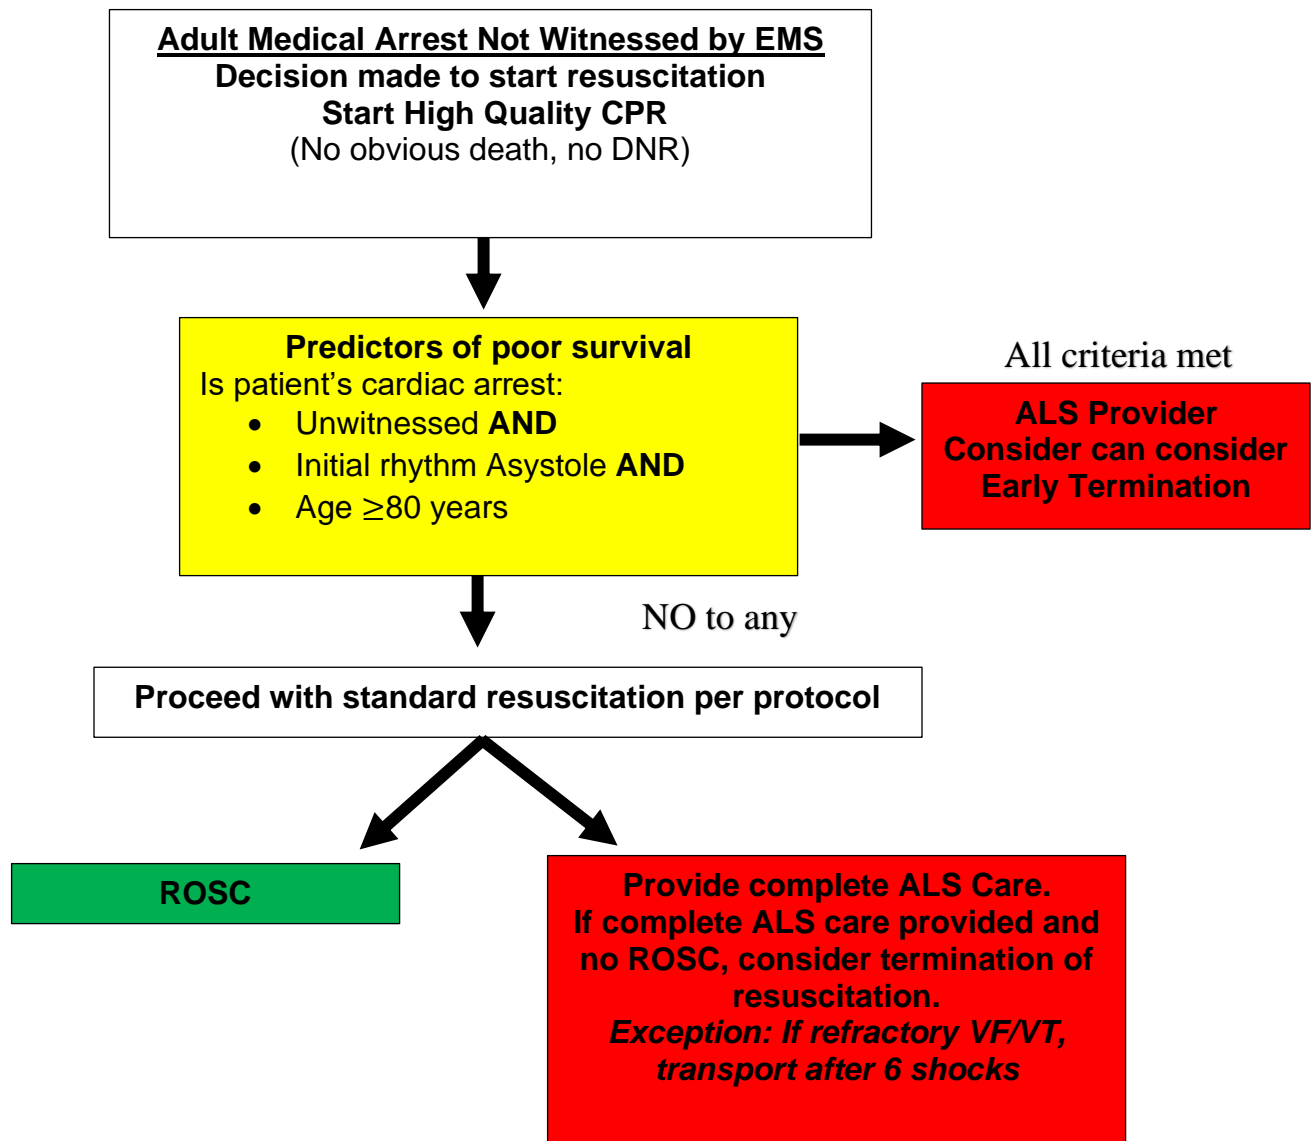 Adult Medical Arrest Not Witnessed by EMS
Decision made to start resuscitation
Start High Quality CPR
(No obvious death, no DNR)
Predictors of poor survival
Is patient's cardiac arrest:
• Unwitnessed AND
• Initial rhythm Asystole AND
• Age ≥80 years
All criteria met
ALS Provider
Consider can consider
Early Termination
NO to any
Proceed with standard resuscitation per protocol
ROSC
Provide complete ALS Care.
If complete ALS care provided and
no ROSC, consider termination of
resuscitation.
Exception: If refractory VF/VT,
transport after 6 shocks